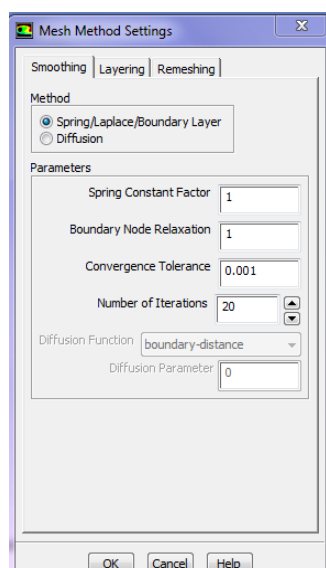 Mesh Method Settings X
Smoothing Layering Remeshing
Method
Spring/Laplace/Boundary Layer
Diffusion
Parameters
Spring Constant Factor 1
Boundary Node Relaxation 1
Convergence Tolerance 0.001
Number of Iterations 20
Diffusion Function boundary-distance
Diffusion Parameter 0
OK Cancel Help